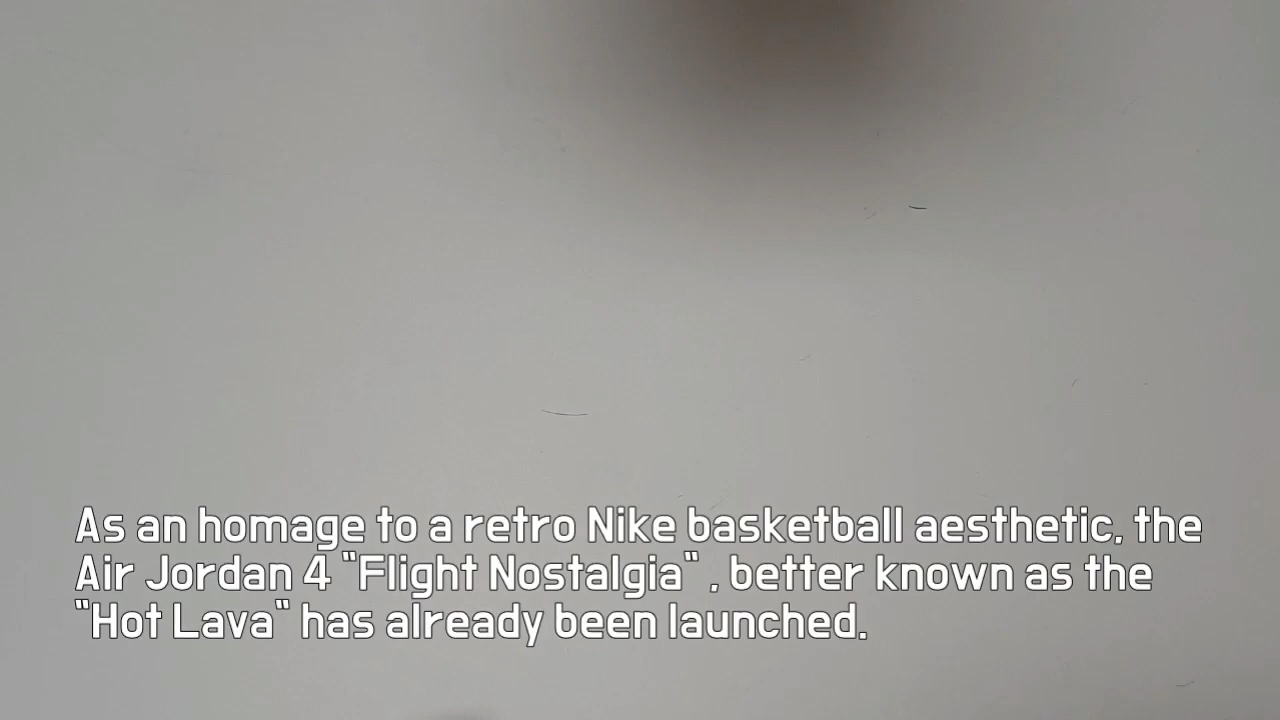 As an homage to a retro Nike basketball aesthetic, the
Air Jordan 4 "Flight Nostalgia" , better known as the
"Hot Lava" has already been launched.